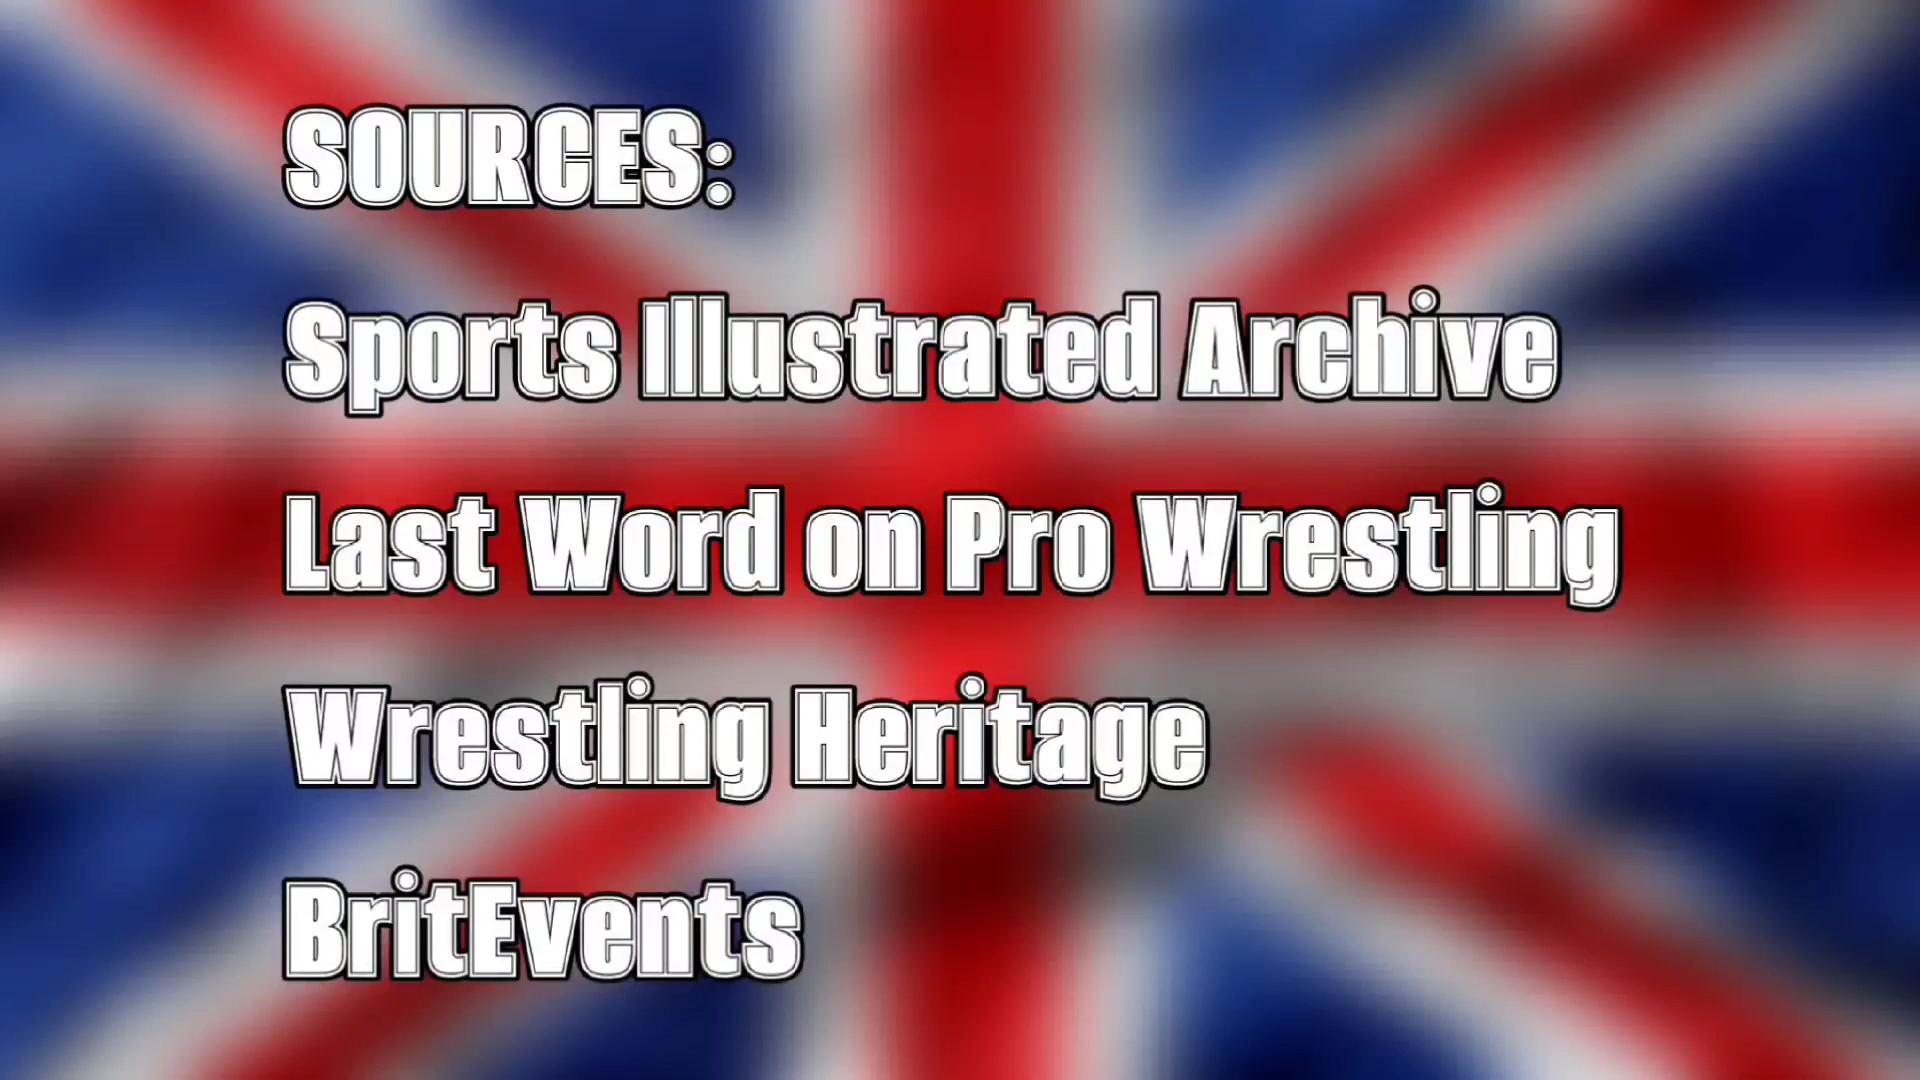 SOURCES:
Sports Illustrated Archive
Last Word on Pro Wrestling
Wrestling Heritage
BritEvents